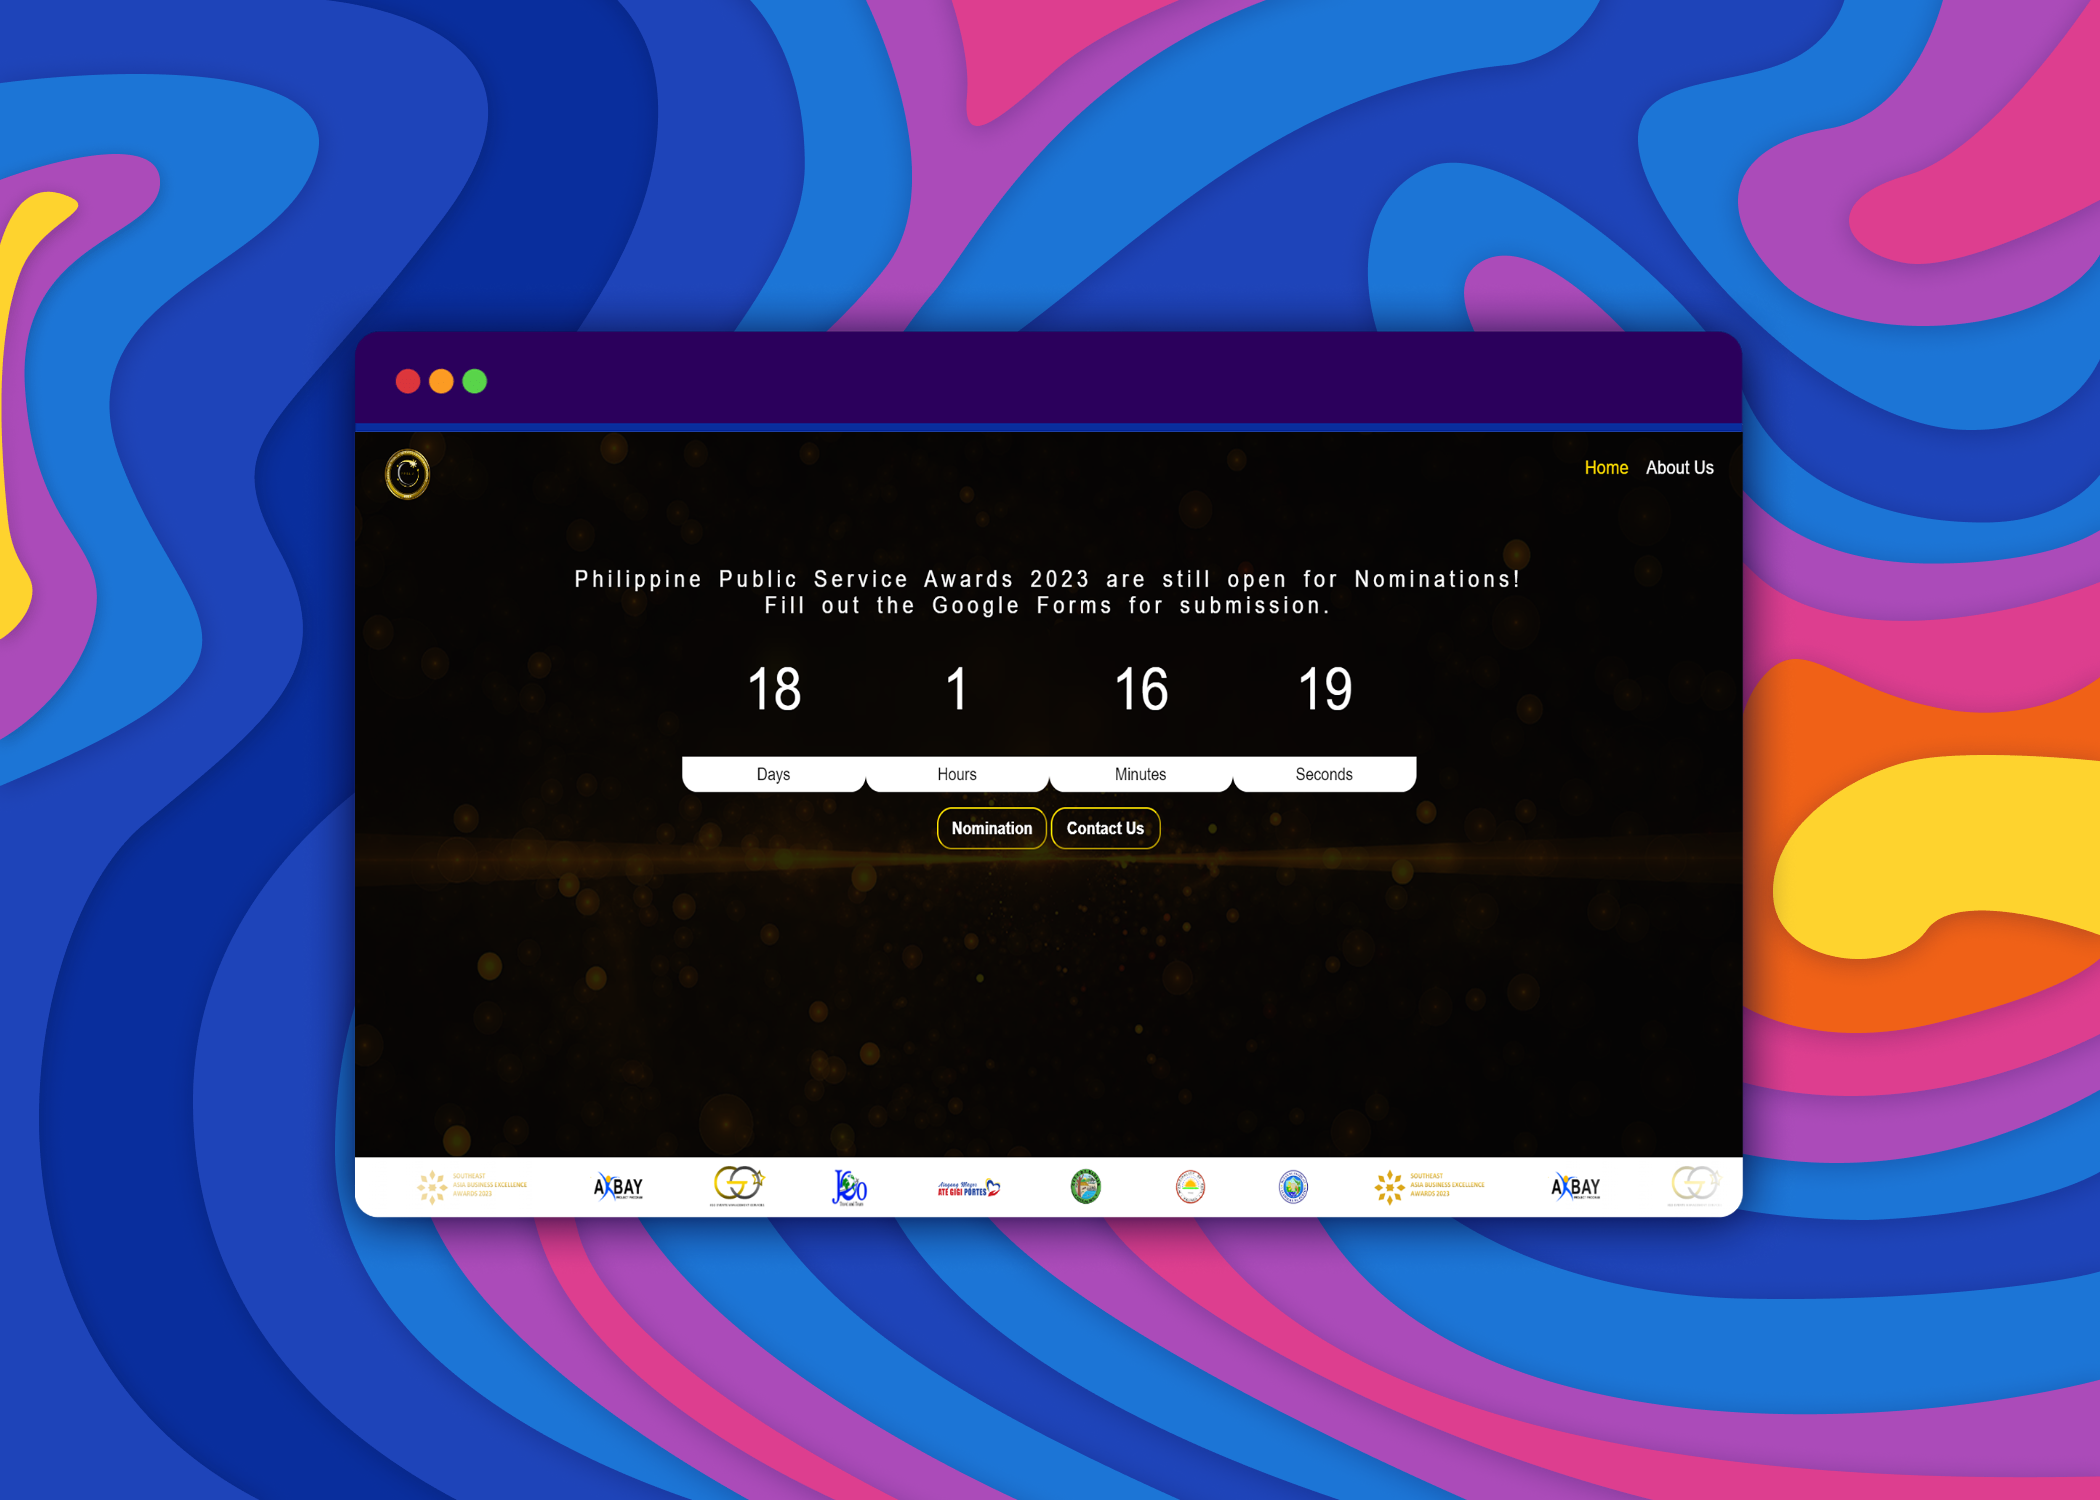 Home About Us
Philippine Public Service Awards 2023 are still open for Nominations!
Fill out the Google Forms for submission.
18 1 16 19
Days Hours Minutes Seconds
Nomination Contact Us
SOUTHEAST
ASIA BUSINESS EXCELLENCE
AWARDS 2023
AKBAY
ATE GIGI PORTES
SOUTHEAST
ASIA BUSINESS EXCELLENCE
AWARDS 2023
AKBAY